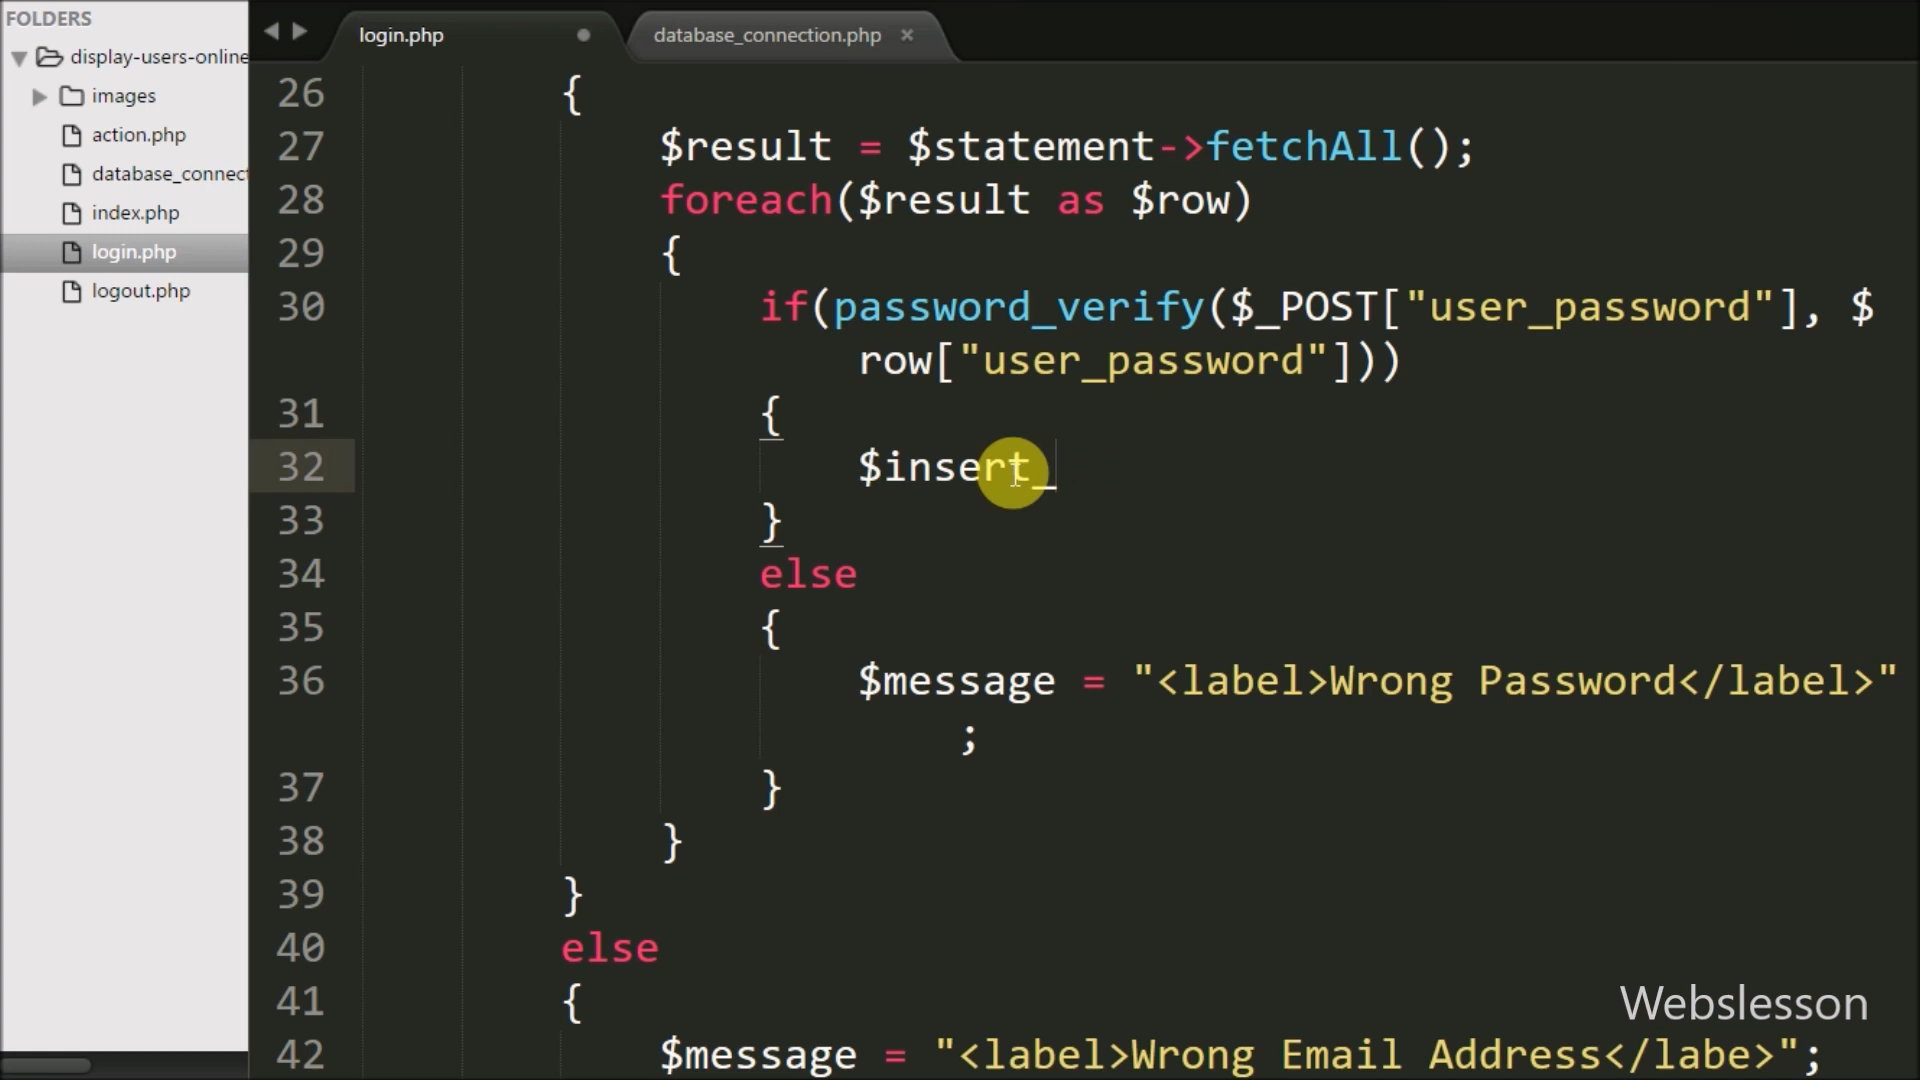 FOLDERS
display-users-online
images
action.php
database_connect
index.php
login.php
logout.php
login.php
database_connection.php ×
26 {
27 $result = $statement->fetchAll();
28 foreach($result as $row)
29 {
30 if(password_verify($_POST["user_password"], $
row["user_password"]))
31 {
32 $insert_
33 }
34 else
35 {
36 $message = "<label>Wrong Password</label>"
;
37 }
38 }
39 }
40 else
41 {
42 $message = "<label>Wrong Email Address</labe>";
Webslesson